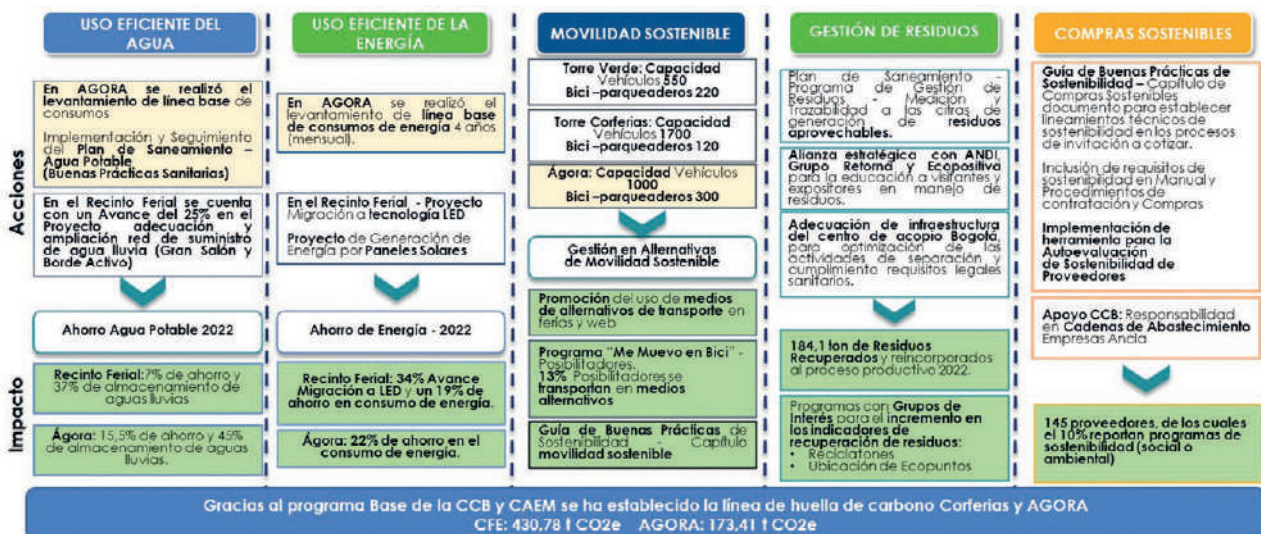 USO EFICIENTE DEL
AGUA
USO EFICIENTE DE LA
ENERGÍA
MOVILIDAD SOSTENIBLE
GESTIÓN DE RESIDUOS
COMPRAS SOSTENIBLES
Acciones
En AGORA se realizó el
levantamiento de línea base de
consumos
Implementación y Seguimiento
del Plan de Saneamiento –
Agua Potable
(Buenas Prácticas Sanitarias)
En el Recinto Ferial se cuenta
con un Avance del 25% en el
Proyecto adecuación y
ampliación red de suministro
de agua lluvia (Gran Salón y
Borde Activo)
Ahorro Agua Potable 2022
Impacto
Recinto Ferial: 7% de ahorro y
37% de almacenamiento de
aguas lluvias
Ágora: 15,5% de ahorro y 45%
de almacenamiento de aguas
lluvias.
En AGORA se realizó el
levantamiento de línea base
de consumos de energía 4 años
(mensual).
En el Recinto Ferial - Proyecto
Migración a tecnología LED
Proyecto de Generación de
Energía por Paneles Solares
Ahorro de Energía - 2022
Recinto Ferial: 34% Avance
Migración a LED y un 19% de
ahorro en consumo de energía.
Ágora: 22% de ahorro en el
consumo de energía.
Torre Verde: Capacidad
Vehículos 550
Bici –parqueaderos 220
Torre Corferias: Capacidad
Vehículos 1700
Bici –parqueaderos 120
Ágora: Capacidad Vehículos
1000
Bici –parqueaderos 300
Gestión en Alternativas
de Movilidad Sostenible
Promoción del uso de medios
de alternativos de transporte en
ferias y web
Programa "Me Muevo en Bici" -
Posibilitadores.
13% Posibilitadores se
transportan en medios
alternativos
Guía de Buenas Prácticas de
Sostenibilidad - Capítulo
movilidad sostenible
Plan de Saneamiento -
Programa de Gestión de
Residuos - Medición y
Trazabilidad a las cifras de
generación de residuos
aprovechables.
Alianza estratégica con ANDI,
Grupo Retorna y Ecopositiva
para la educación a visitantes y
expositores en manejo de
residuos.
Adecuación de infraestructura
del centro de acopio Bogotá,
para optimización de las
actividades de separación y
cumplimiento requisitos legales
sanitarios.
184,1 ton de Residuos
Recuperados y reincorporados
al proceso productivo 2022.
Programas con Grupos de
Interés para el incremento en
los indicadores de
recuperación de residuos:
• Reciclatones
• Ubicación de Ecopuntos
Guía de Buenas Prácticas de
Sostenibilidad – Capítulo de
Compras Sostenibles
documento para establecer
lineamientos técnicos de
sostenibilidad en los procesos
de invitación a cotizar.
Inclusión de requisitos de
sostenibilidad en Manual y
Procedimientos de
contratación y Compras
Implementación de
herramiento para la
Autoevaluación
de Sostenibilidad de
Proveedores
Apoyo CCB: Responsabilidad
en Cadenas de Abastecimiento
Empresas Ancla
145 proveedores, de los cuales
el 10% reportan programas de
sostenibilidad (social o
ambiental)
Gracias al programa Base de la CCB y CAEM se ha establecido la línea de huella de carbono Corferias y AGORA
CFE: 430,78 t CO2e AGORA: 173,41 t CO2e